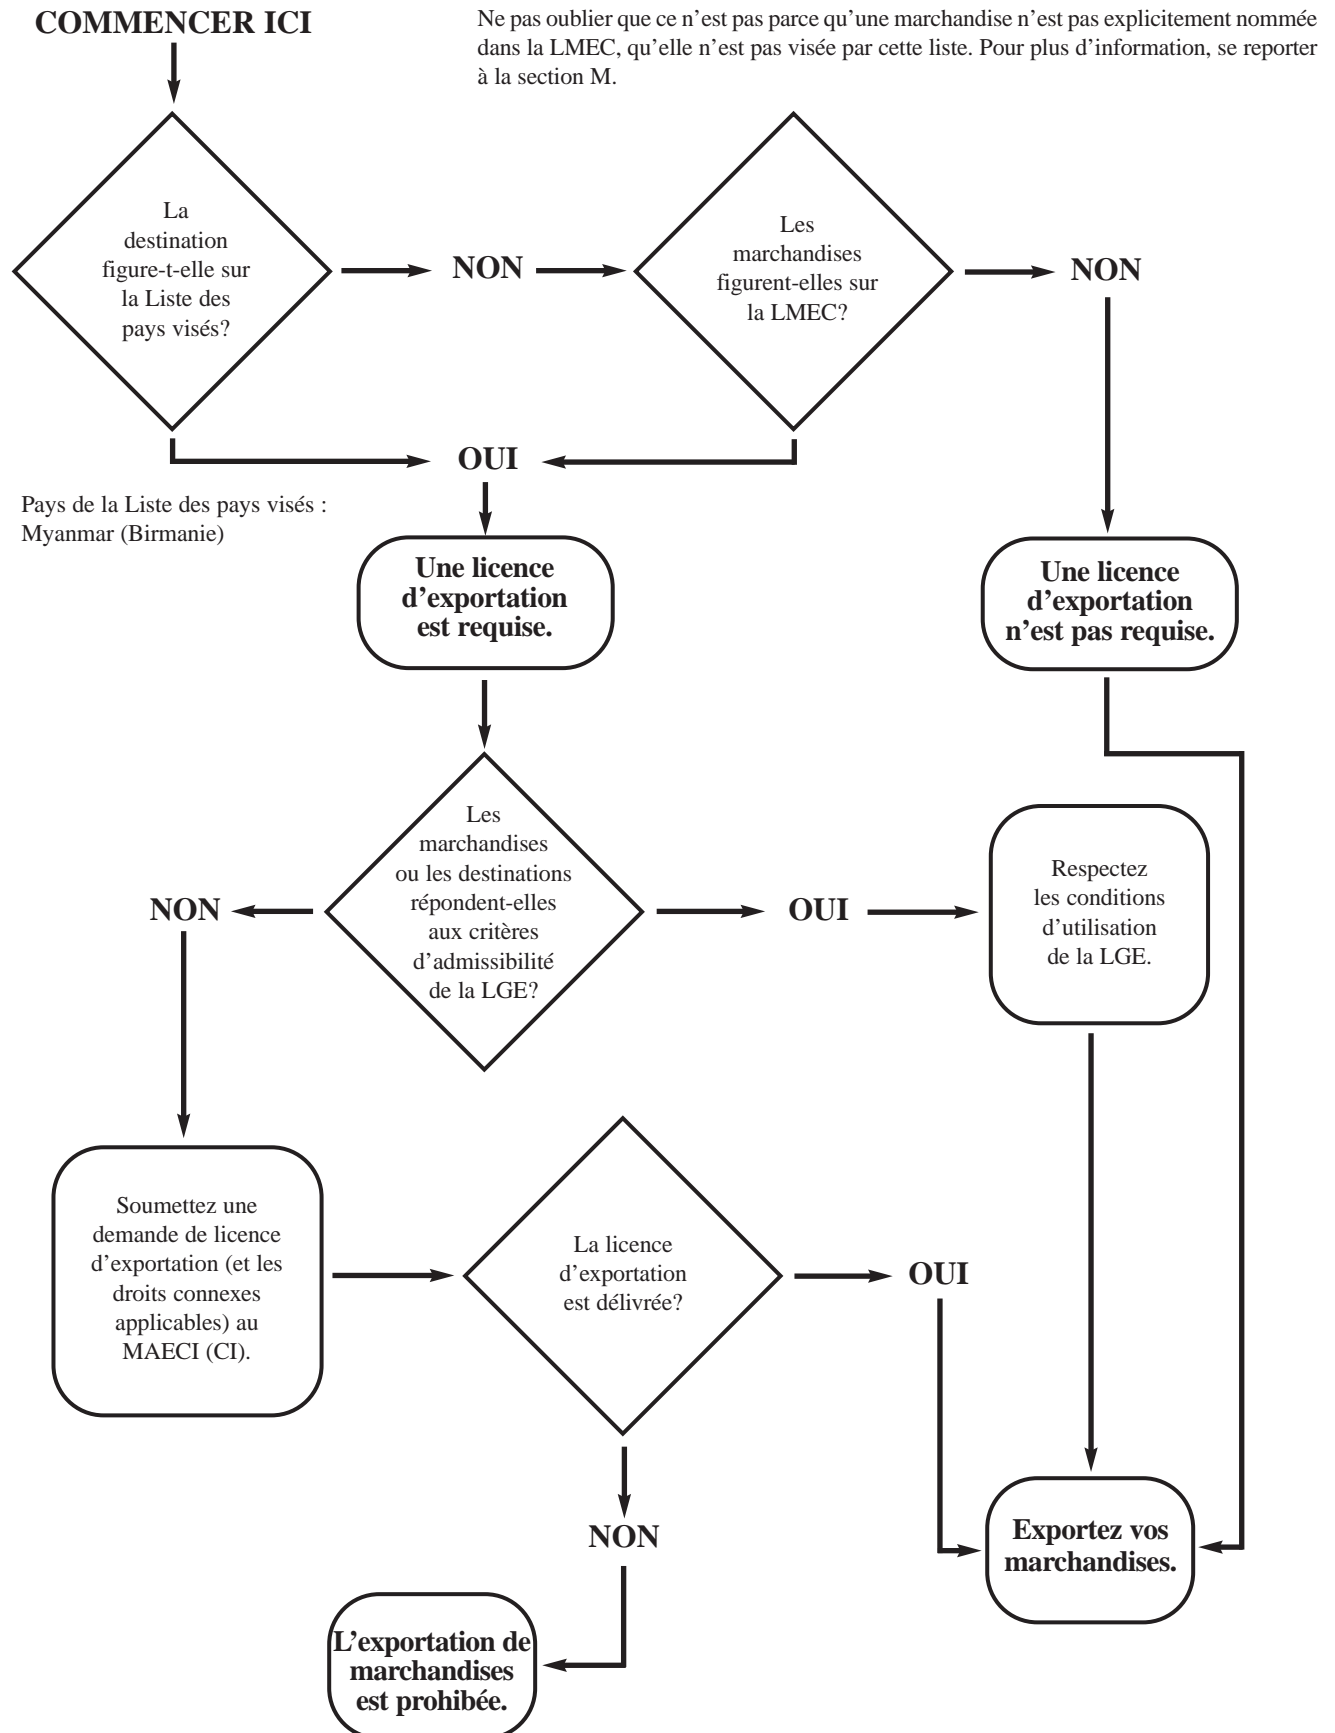 COMMENCER ICI
Ne pas oublier que ce n’est pas parce qu’une marchandise n’est pas explicitement nommée
dans la LMEC, qu’elle n’est pas visée par cette liste. Pour plus d’information, se reporter
à la section M.
La
destination
figure-t-elle sur
la Liste des
pays visés?
NON
Les
marchandises
figurent-elles sur
la LMEC?
NON
OUI
Pays de la Liste des pays visés :
Myanmar (Birmanie)
Une licence
d’exportation
est requise.
Une licence
d’exportation
n’est pas requise.
Les
marchandises
ou les destinations
répondent-elles
aux critères
d’admissibilité
de la LGE?
NON
OUI
Respectez
les conditions
d’utilisation
de la LGE.
Soumettez une
demande de licence
d’exportation (et les
droits connexes
applicables) au
MAECI (CI).
La licence
d’exportation
est délivrée?
OUI
NON
Exportez vos
marchandises.
L’exportation de
marchandises
est prohibée.